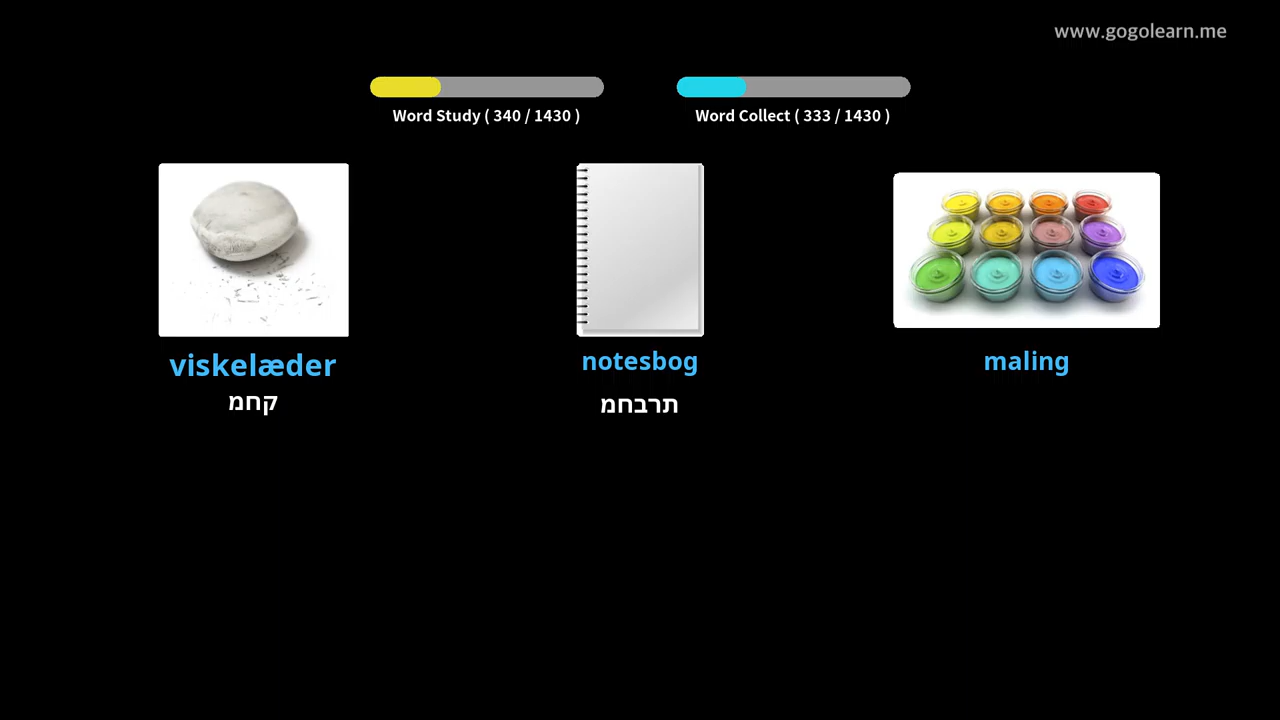 www.gogolearn.me
Word Study ( 340 / 1430 )
Word Collect ( 333 / 1430 )
viskelæder
notesbog
maling
מחק
מחברת